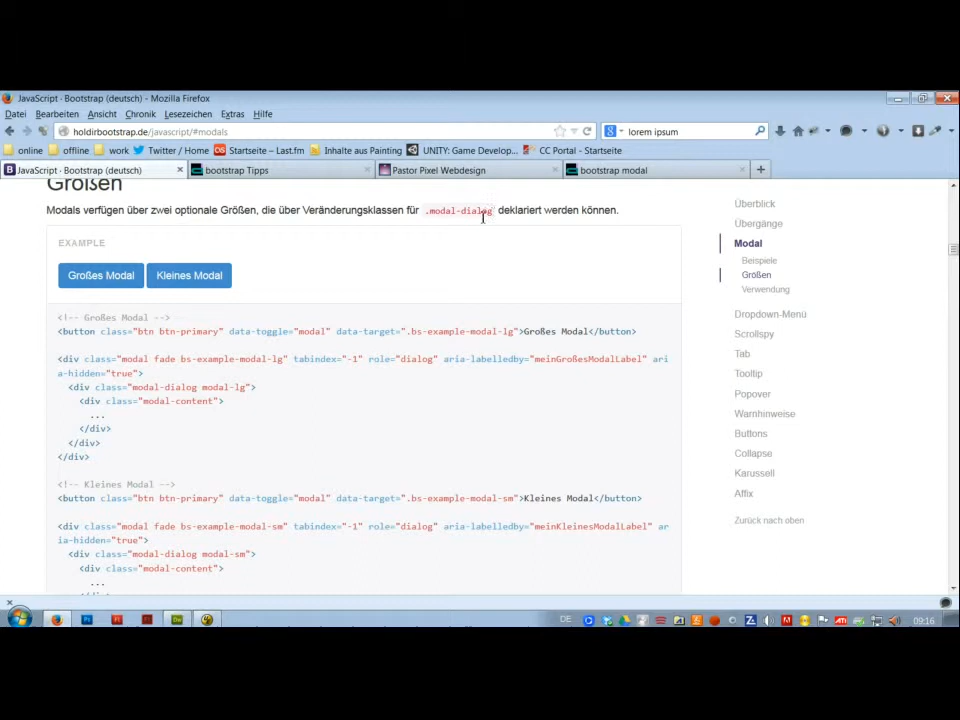 JavaScript · Bootstrap (deutsch) - Mozilla Firefox
Datei Bearbeiten Ansicht Chronik Lesezeichen Extras Hilfe
holdirbootstrap.de/javascript/#modals
lorem ipsum
online offline work Twitter / Home Startseite – Last.fm Inhalte aus Painting UNITY: Game Develop... CC Portal - Startseite
JavaScript · Bootstrap (deutsch) bootstrap Tipps Pastor Pixel Webdesign bootstrap modal
Größen
Modals verfügen über zwei optionale Größen, die über Veränderungsklassen für .modal-dialog deklariert werden können.
EXAMPLE
Großes Modal Kleines Modal
<!-- Großes Modal -->
<button class="btn btn-primary" data-toggle="modal" data-target=".bs-example-modal-lg">Großes Modal</button>
<div class="modal fade bs-example-modal-lg" tabindex="-1" role="dialog" aria-labelledby="meinGroßesModalLabel" ari
a-hidden="true">
<div class="modal-dialog modal-lg">
<div class="modal-content">
...
</div>
</div>
</div>
<!-- Kleines Modal -->
<button class="btn btn-primary" data-toggle="modal" data-target=".bs-example-modal-sm">Kleines Modal</button>
<div class="modal fade bs-example-modal-sm" tabindex="-1" role="dialog" aria-labelledby="meinKleinesModalLabel" ar
ia-hidden="true">
<div class="modal-dialog modal-sm">
<div class="modal-content">
...
Überblick
Übergänge
Modal
Beispiele
Größen
Verwendung
Dropdown-Menü
Scrollspy
Tab
Tooltip
Popover
Warnhinweise
Buttons
Collapse
Karussell
Affix
Zurück nach oben
DE
09:16